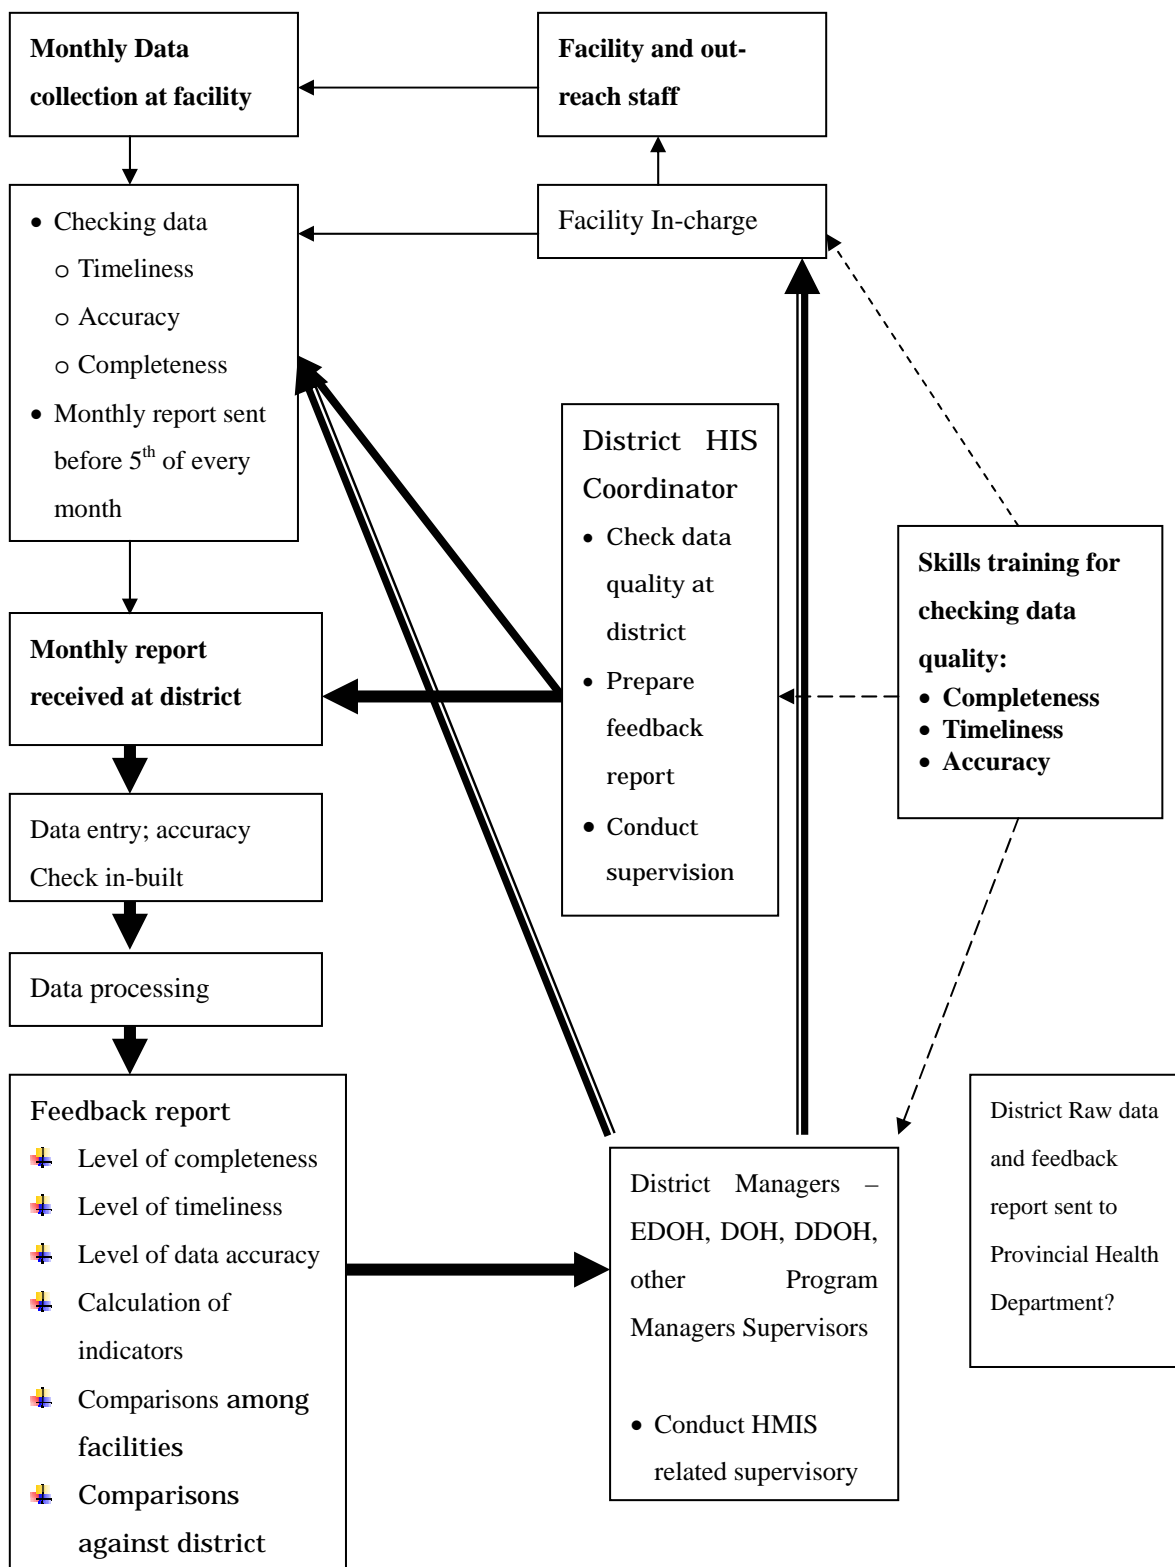 Monthly Data
collection at facility
Facility and out-
reach staff
• Checking data
o Timeliness
o Accuracy
o Completeness
• Monthly report sent
before 5th of every
month
Facility In-charge
District HIS
Coordinator
• Check data
quality at
district
• Prepare
feedback
report
• Conduct
supervision
Skills training for
checking data
quality:
• Completeness
• Timeliness
• Accuracy
Monthly report
received at district
Data entry; accuracy
Check in-built
Data processing
Feedback report
Level of completeness
Level of timeliness
Level of data accuracy
Calculation of
indicators
Comparisons among
facilities
Comparisons
against district
District Managers –
EDOH, DOH, DDOH,
other Program
Managers Supervisors
• Conduct HMIS
related supervisory
District Raw data
and feedback
report sent to
Provincial Health
Department?